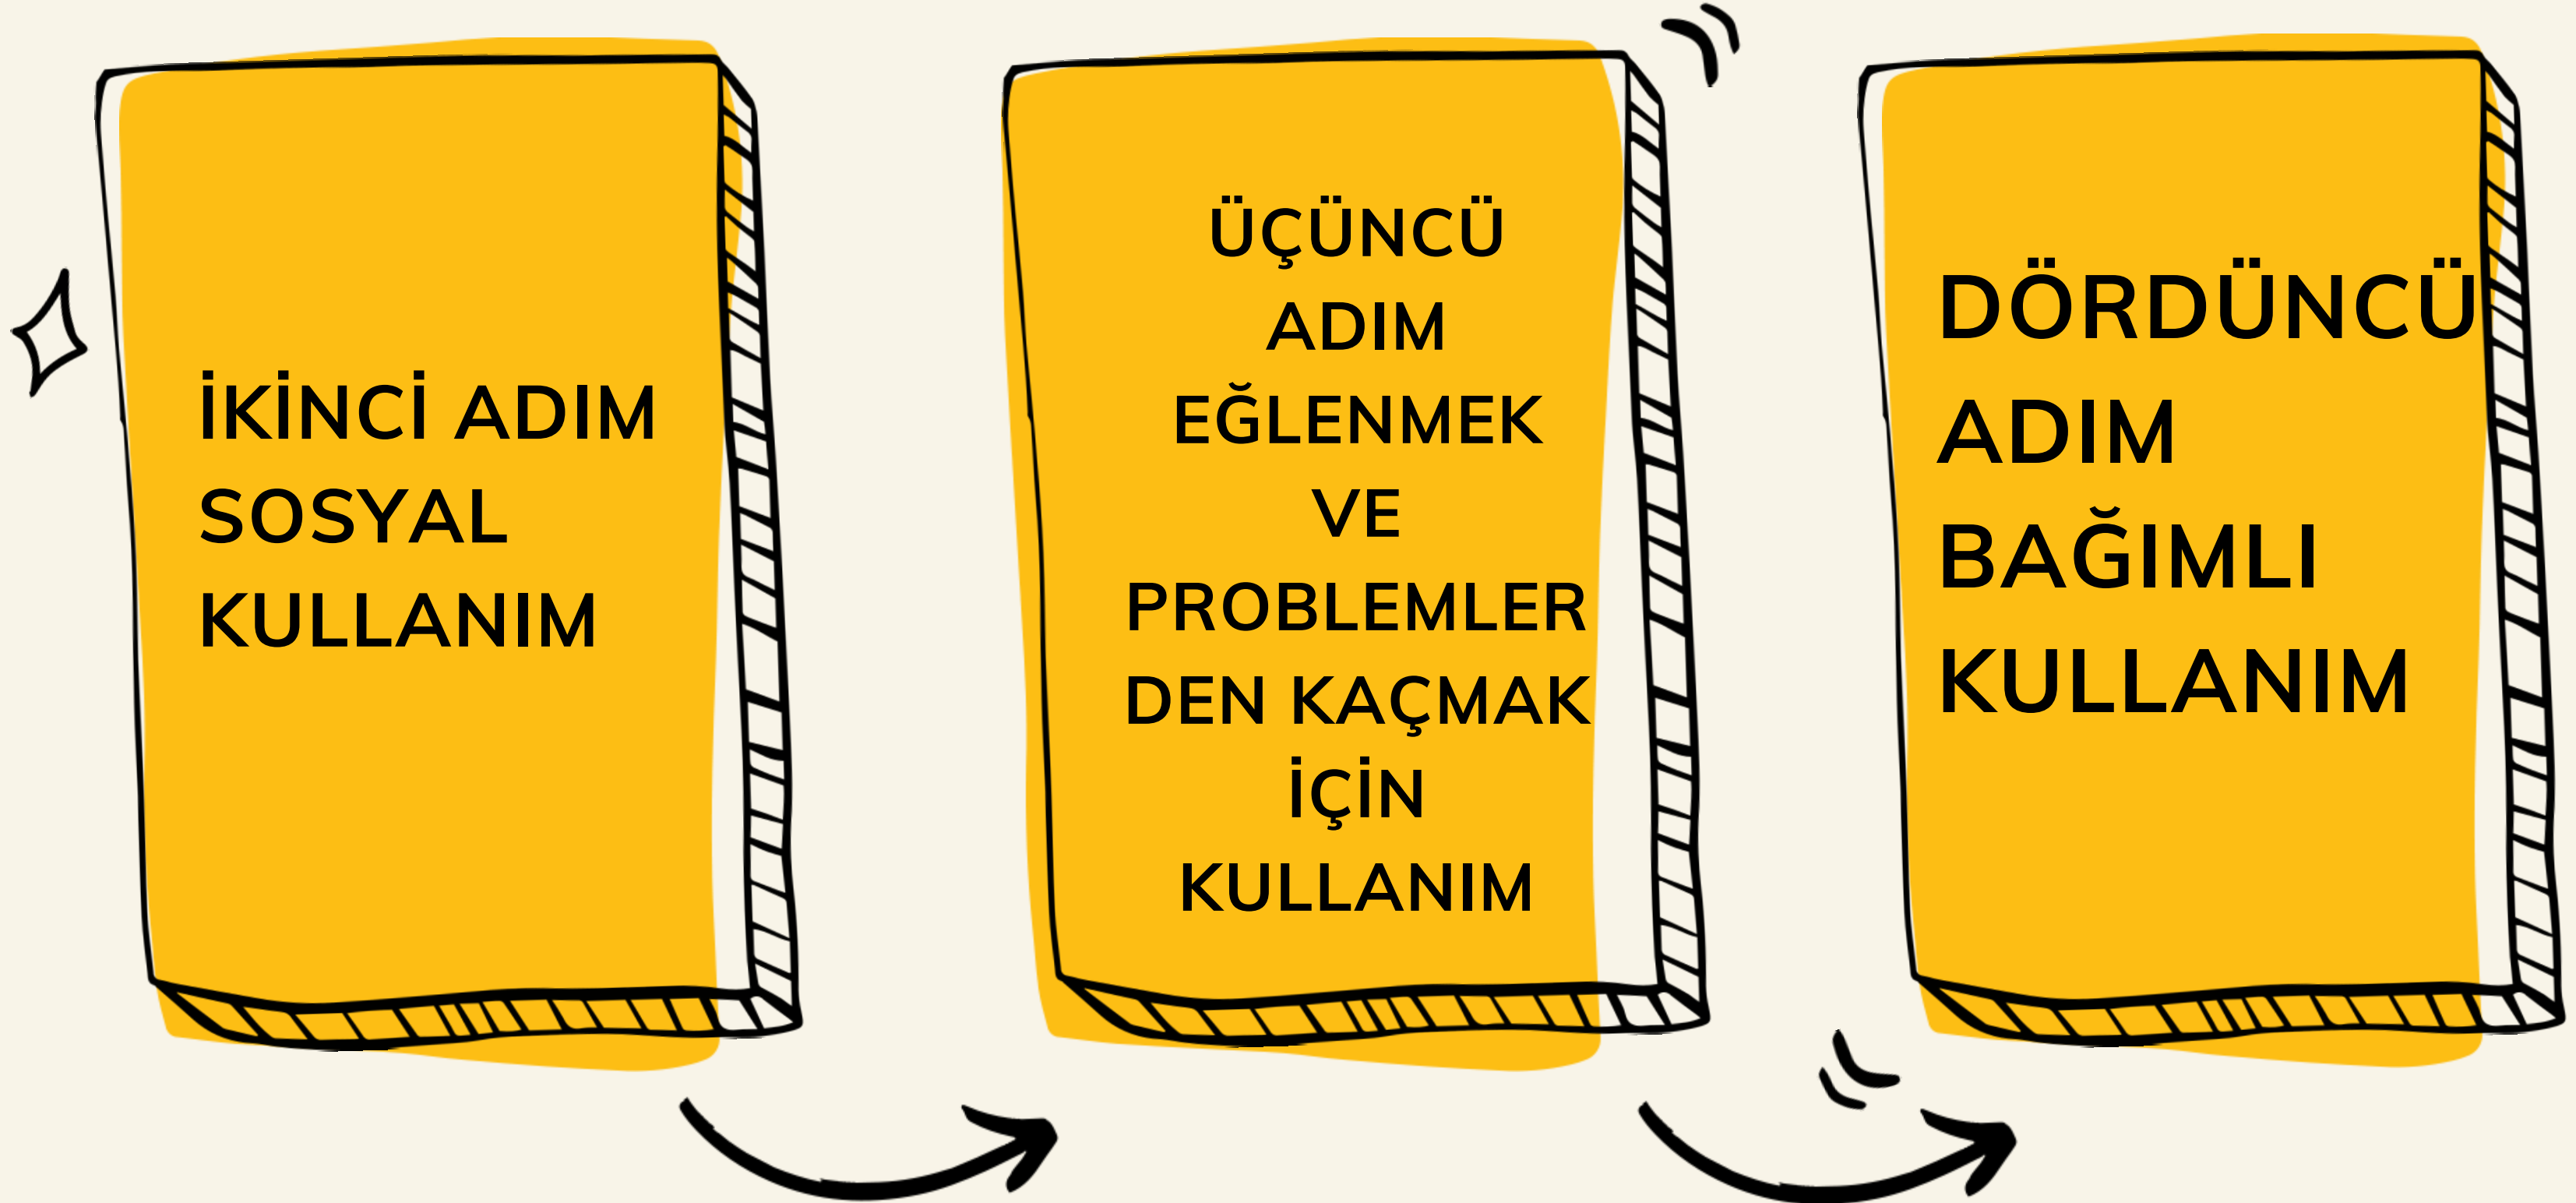 İKİNCİ ADIM
SOSYAL
KULLANIM
ÜÇÜNCÜ
ADIM
EĞLENMEK
VE
PROBLEMLER
DEN KAÇMAK
İÇİN
KULLANIM
DÖRDÜNCÜ
ADIM
BAĞIMLI
KULLANIM